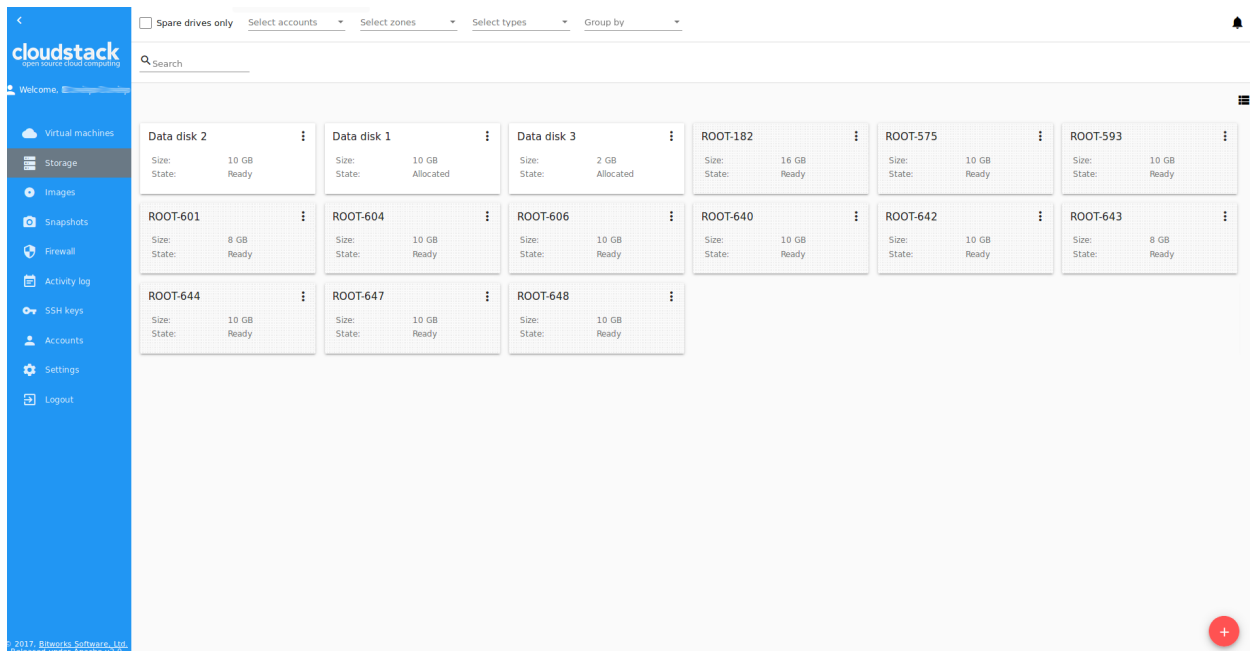 Spare drives only Select accounts Select zones Select types Group by
cloudstack
open source cloud computing
Search
Welcome,
Virtual machines
Storage
Images
Snapshots
Firewall
Activity log
SSH keys
Accounts
Settings
Logout
Data disk 2
Size: 10 GB
State: Ready
Data disk 1
Size: 10 GB
State: Allocated
Data disk 3
Size: 2 GB
State: Allocated
ROOT-182
Size: 16 GB
State: Ready
ROOT-575
Size: 10 GB
State: Ready
ROOT-593
Size: 10 GB
State: Ready
ROOT-601
Size: 8 GB
State: Ready
ROOT-604
Size: 10 GB
State: Ready
ROOT-606
Size: 10 GB
State: Ready
ROOT-640
Size: 10 GB
State: Ready
ROOT-642
Size: 10 GB
State: Ready
ROOT-643
Size: 8 GB
State: Ready
ROOT-644
Size: 10 GB
State: Ready
ROOT-647
Size: 10 GB
State: Ready
ROOT-648
Size: 10 GB
State: Ready
© 2017, Bitworks Software, Ltd.